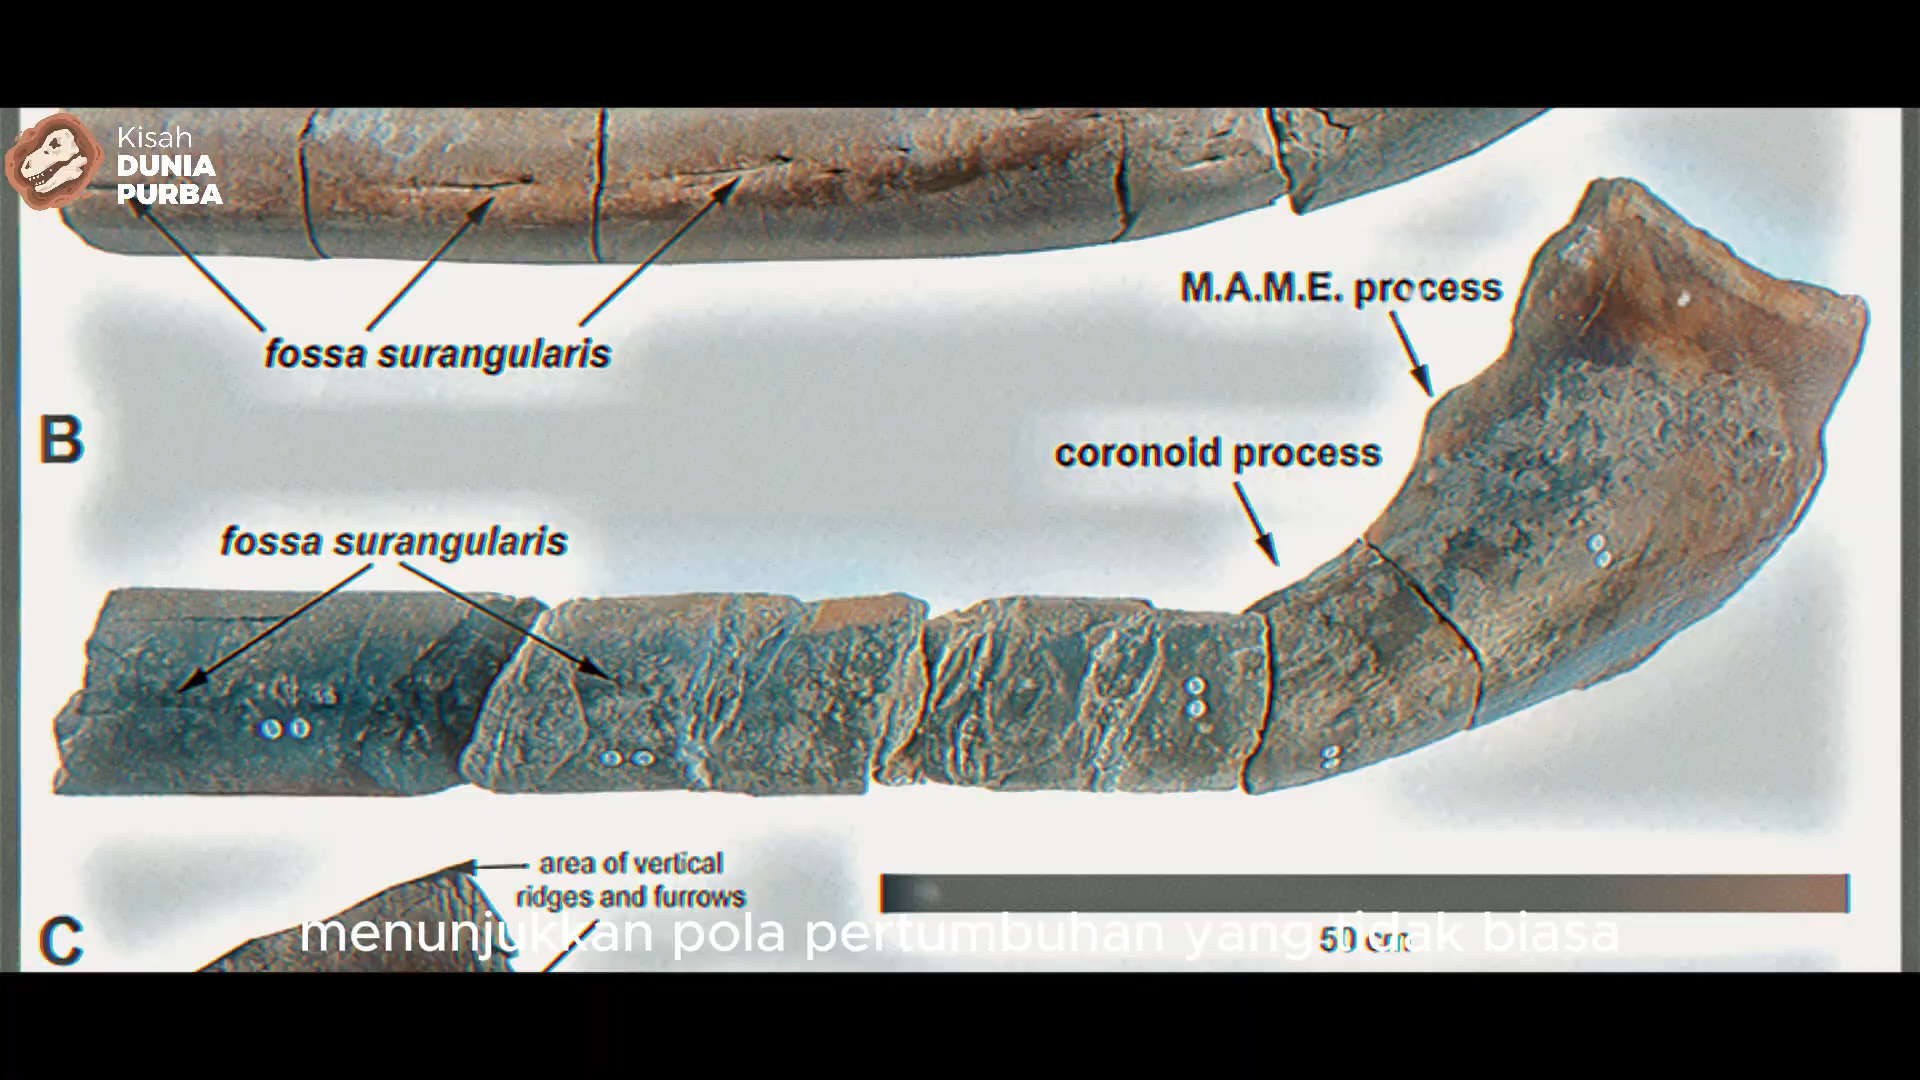 Kisah
DUNIA
PURBA
fossa surangularis
M.A.M.E. process
B
coronoid process
fossa surangularis
area of vertical
ridges and furrows
C
menunjukkan pola pertumbuhan yang tidak biasa
50 cm